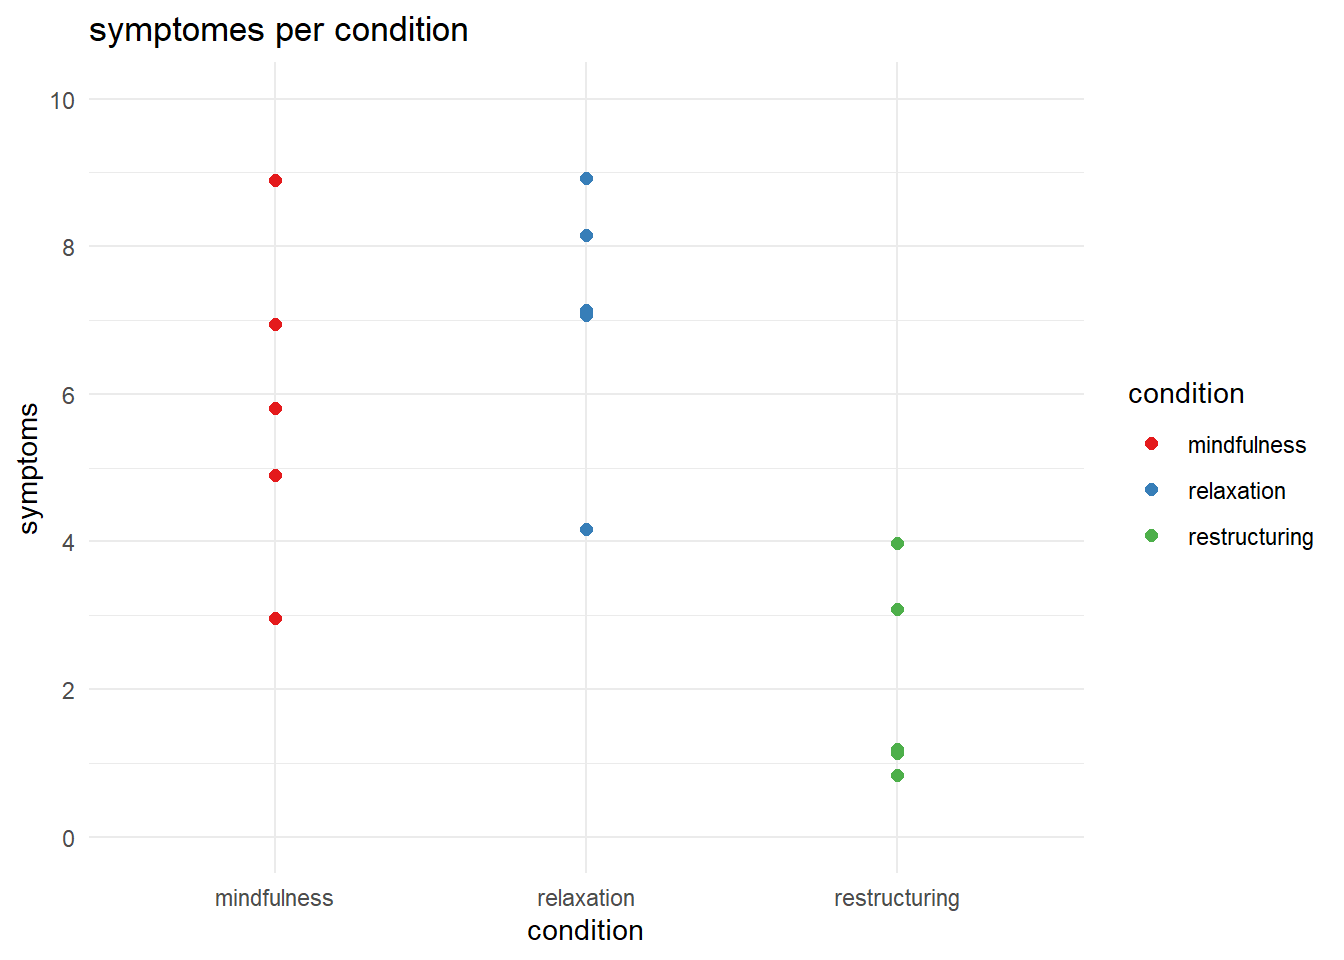 symptomes per condition
10
8
6
4
2
0
symptoms
mindfulness
relaxation
restructuring
condition
condition
mindfulness
relaxation
restructuring